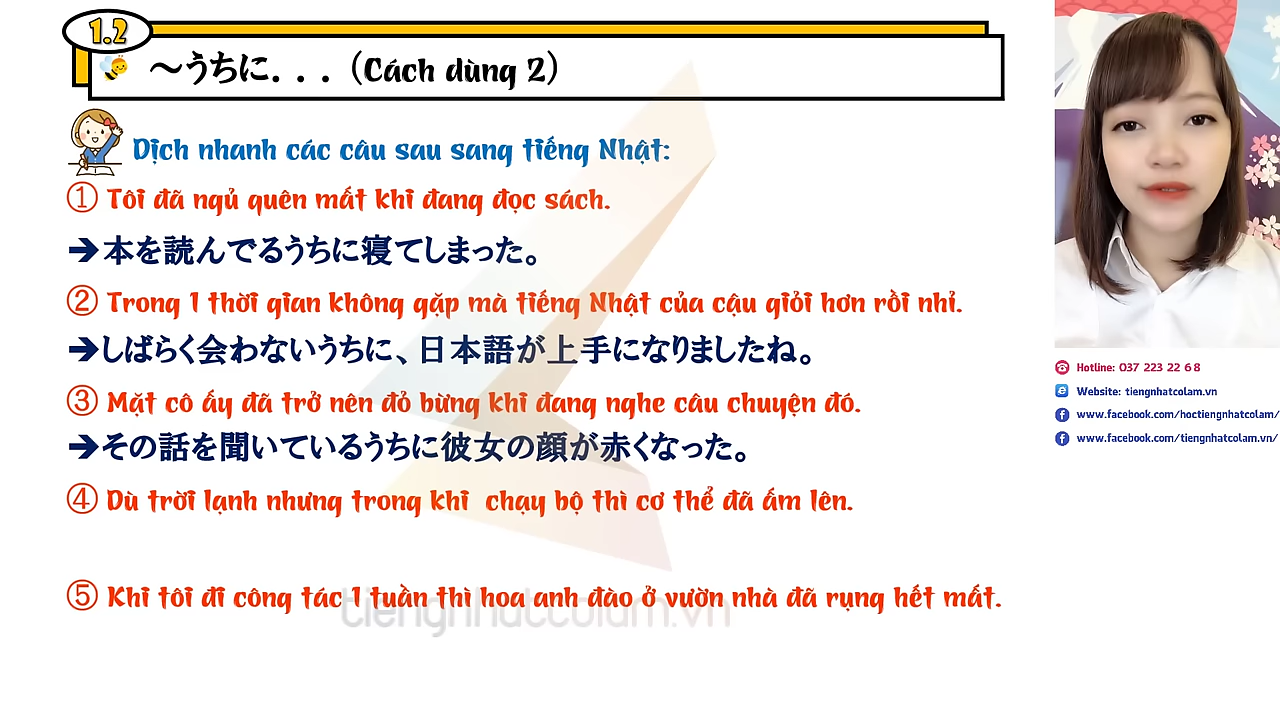 1.2
～うちに．．．（Cách dùng 2）
Dịch nhanh các câu sau sang tiếng Nhật:
① Tôi đã ngủ quên mất khi đang đọc sách.
➔本を読んでるうちに寝てしまった。
② Trong 1 thời gian không gặp mà tiếng Nhật của cậu giỏi hơn rồi nhỉ.
➔しばらく会わないうちに、日本語が上手になりましたね。
③ Mặt cô ấy đã trở nên đỏ bừng khi đang nghe câu chuyện đó.
➔その話を聞いているうちに彼女の顔が赤くなった。
④ Dù trời lạnh nhưng trong khi chạy bộ thì cơ thể đã ấm lên.
⑤ Khi tôi đi công tác 1 tuần thì hoa anh đào ở vườn nhà đã rụng hết mất.
tiengnhatcolam.vn
Hotline: 037 223 22 68
Website: tiengnhatcolam.vn
www.facebook.com/hoctiengnhatcolam/
www.facebook.com/tiengnhatcolam.vn/